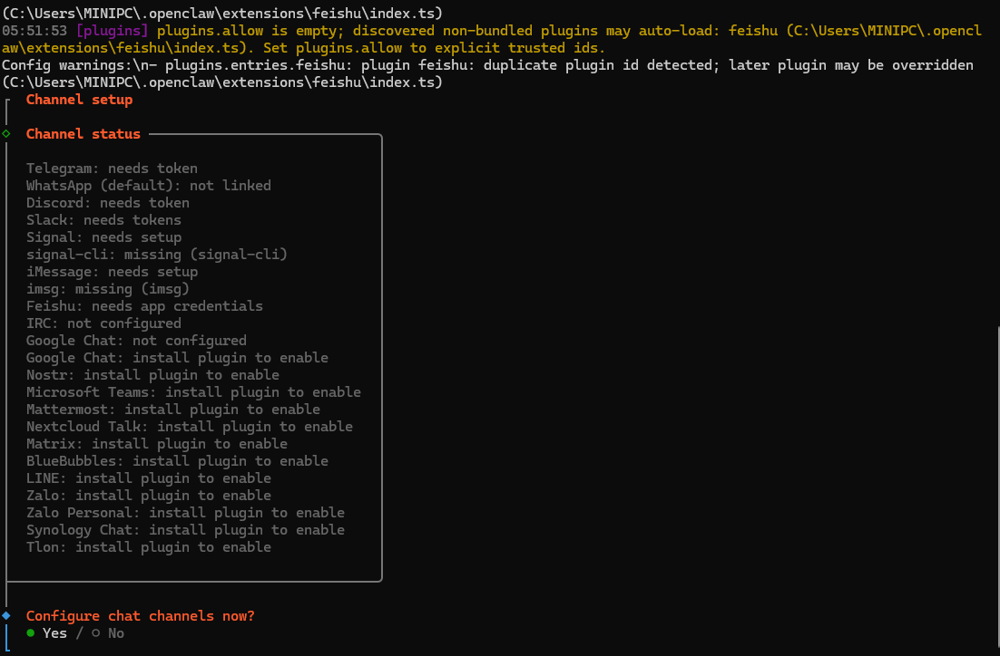 (C:\Users\MINIPC\.openclaw\extensions\feishu\index.ts)
05:51:53 [plugins] plugins.allow is empty; discovered non-bundled plugins may auto-load: feishu (C:\Users\MINIPC\.opencl
aw\extensions\feishu\index.ts). Set plugins.allow to explicit trusted ids.
Config warnings:\n- plugins.entries.feishu: plugin feishu: duplicate plugin id detected; later plugin may be overridden
(C:\Users\MINIPC\.openclaw\extensions\feishu\index.ts)
Channel setup
Channel status
Telegram: needs token
WhatsApp (default): not linked
Discord: needs token
Slack: needs tokens
Signal: needs setup
signal-cli: missing (signal-cli)
iMessage: needs setup
imsg: missing (imsg)
Feishu: needs app credentials
IRC: not configured
Google Chat: not configured
Google Chat: install plugin to enable
Nostr: install plugin to enable
Microsoft Teams: install plugin to enable
Mattermost: install plugin to enable
Nextcloud Talk: install plugin to enable
Matrix: install plugin to enable
BlueBubbles: install plugin to enable
LINE: install plugin to enable
Zalo: install plugin to enable
Zalo Personal: install plugin to enable
Synology Chat: install plugin to enable
Tlon: install plugin to enable
Configure chat channels now?
● Yes / ○ No